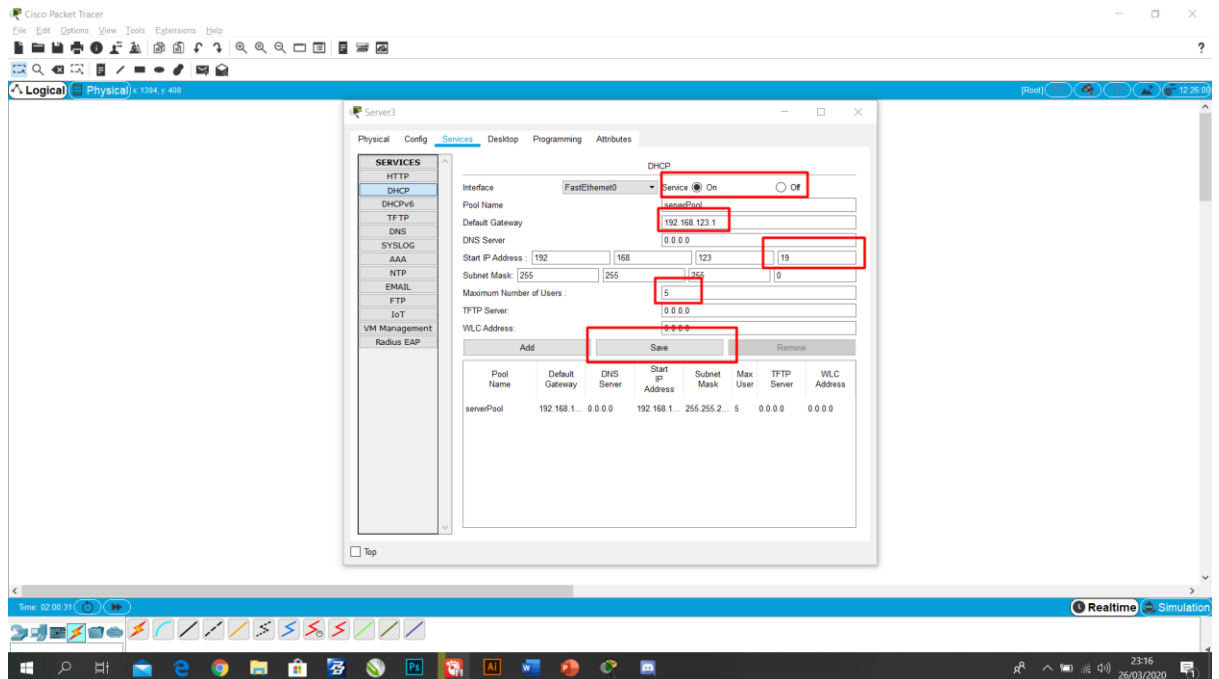 Cisco Packet Tracer
File Edit Options View Tools Extensions Help
?
Logical Physical x: 1394, y: 408 [Root] 12:26:00
Server3
Physical Config Services Desktop Programming Attributes
SERVICES
HTTP
DHCP
DHCPv6
TFTP
DNS
SYSLOG
AAA
NTP
EMAIL
FTP
IoT
VM Management
Radius EAP
DHCP
Interface FastEthernet0 Service On Off
Pool Name serverPool
Default Gateway 192.168.123.1
DNS Server 0.0.0.0
Start IP Address : 192 168 123 19
Subnet Mask: 255 255 255 0
Maximum Number of Users : 5
TFTP Server: 0.0.0.0
WLC Address: 0.0.0.0
Add Save Remove
Pool Name Default Gateway DNS Server Start IP Address Subnet Mask Max User TFTP Server WLC Address
serverPool 192.168.1... 0.0.0.0 192.168.1... 255.255.2... 5 0.0.0.0 0.0.0.0
Top
Time: 02:00:31 Realtime Simulation
Ps Ai
23:16
26/03/2020